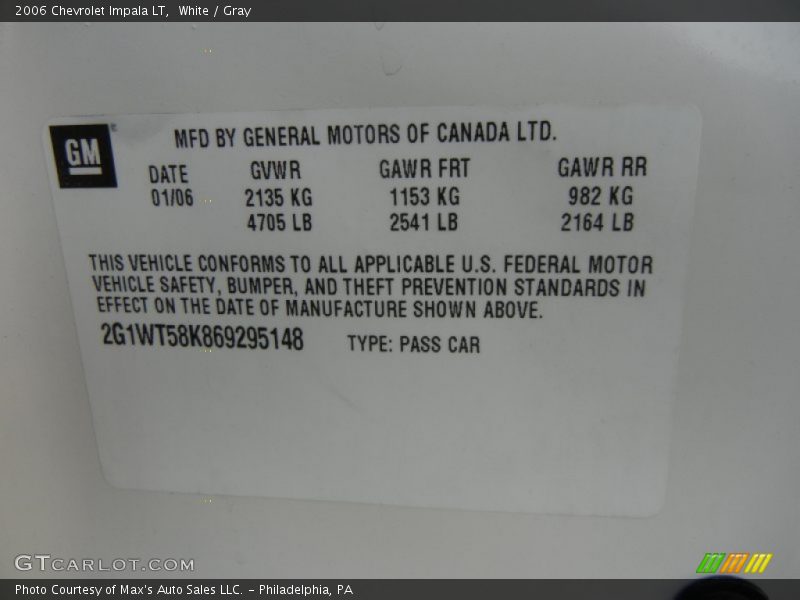 2006 Chevrolet Impala LT,  White / Gray
GM
MFD BY GENERAL MOTORS OF CANADA LTD.
DATE GVWR GAWR FRT GAWR RR
01/06 2135 KG 1153 KG 982 KG
4705 LB 2541 LB 2164 LB
THIS VEHICLE CONFORMS TO ALL APPLICABLE U.S. FEDERAL MOTOR
VEHICLE SAFETY, BUMPER, AND THEFT PREVENTION STANDARDS IN
EFFECT ON THE DATE OF MANUFACTURE SHOWN ABOVE.
2G1WT58K869295148 TYPE: PASS CAR
GTCARLOT.COM
Photo Courtesy of Max's Auto Sales LLC. - Philadelphia, PA